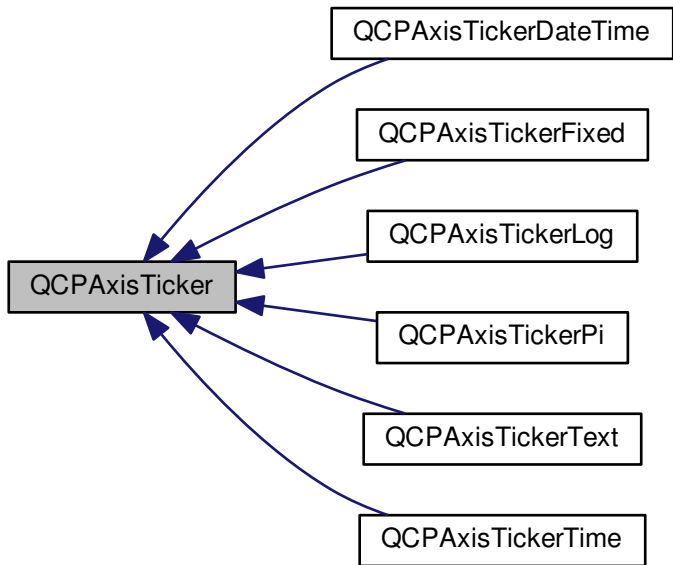 QCPAxisTickerDateTime
QCPAxisTickerFixed
QCPAxisTickerLog
QCPAxisTicker
QCPAxisTickerPi
QCPAxisTickerText
QCPAxisTickerTime